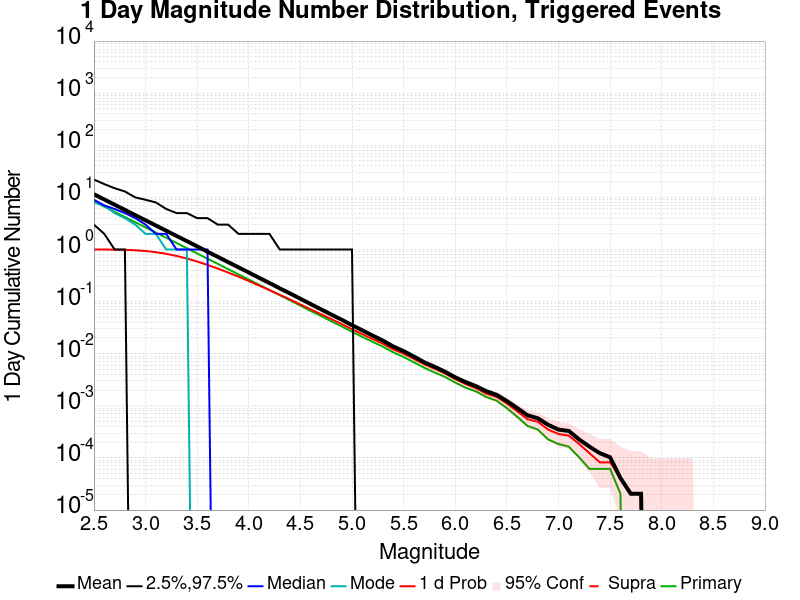 1 Day Magnitude Number Distribution, Triggered Events
10 4
10 3
10 2
10 1
10 0
10 -1
10 -2
10 -3
10 -4
10 -5
1 Day Cumulative Number
2.5 3.0 3.5 4.0 4.5 5.0 5.5 6.0 6.5 7.0 7.5 8.0 8.5 9.0
Magnitude
Mean 2.5%,97.5% Median Mode 1 d Prob 95% Conf Supra Primary